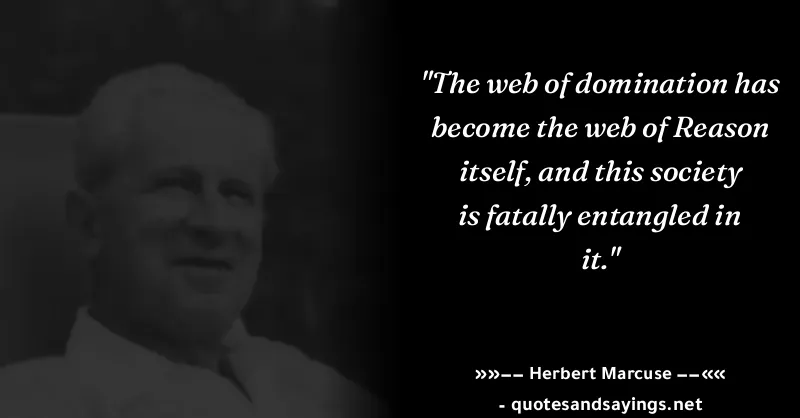 "The web of domination has
become the web of Reason
itself, and this society
is fatally entangled in
it."
»»–– Herbert Marcuse ––««
- quotesandsayings.net